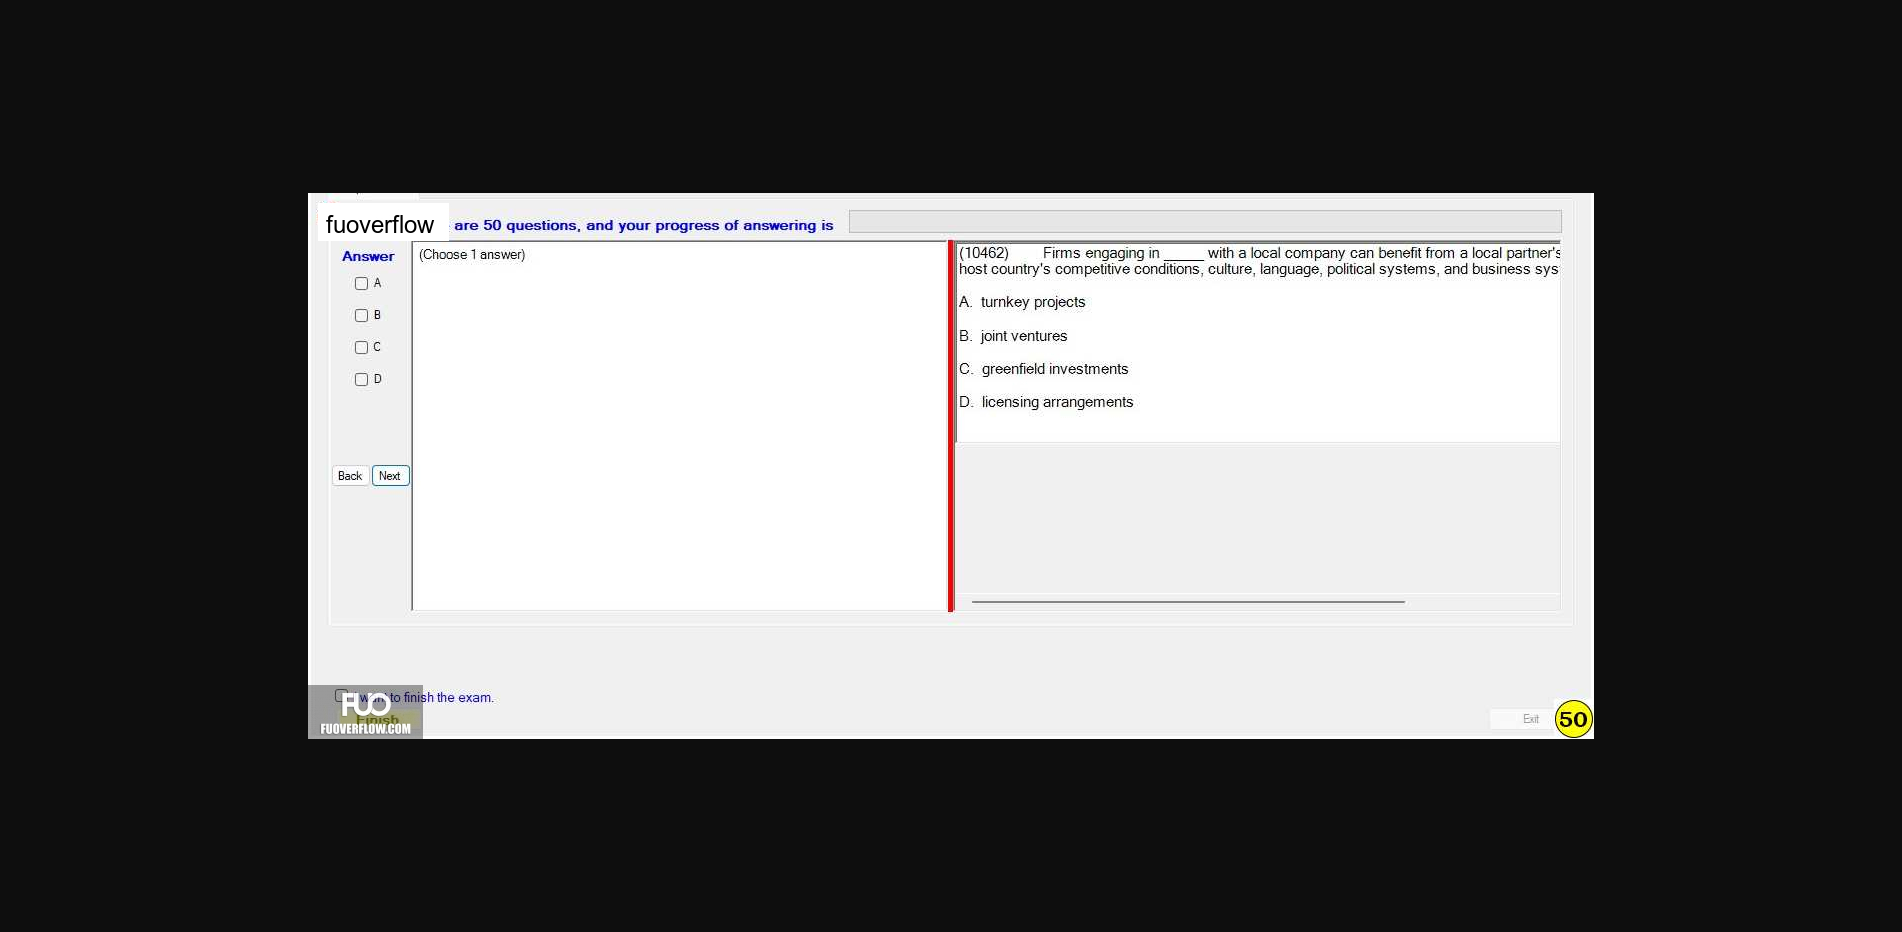 fuoverflow are 50 questions, and your progress of answering is
Answer
(Choose 1 answer)
A
B
C
D
Back Next
(10462) Firms engaging in _____ with a local company can benefit from a local partner's
host country's competitive conditions, culture, language, political systems, and business sys
A. turnkey projects
B. joint ventures
C. greenfield investments
D. licensing arrangements
want to finish the exam.
Finish
FUO
FUOVERFLOW.COM
Exit
50